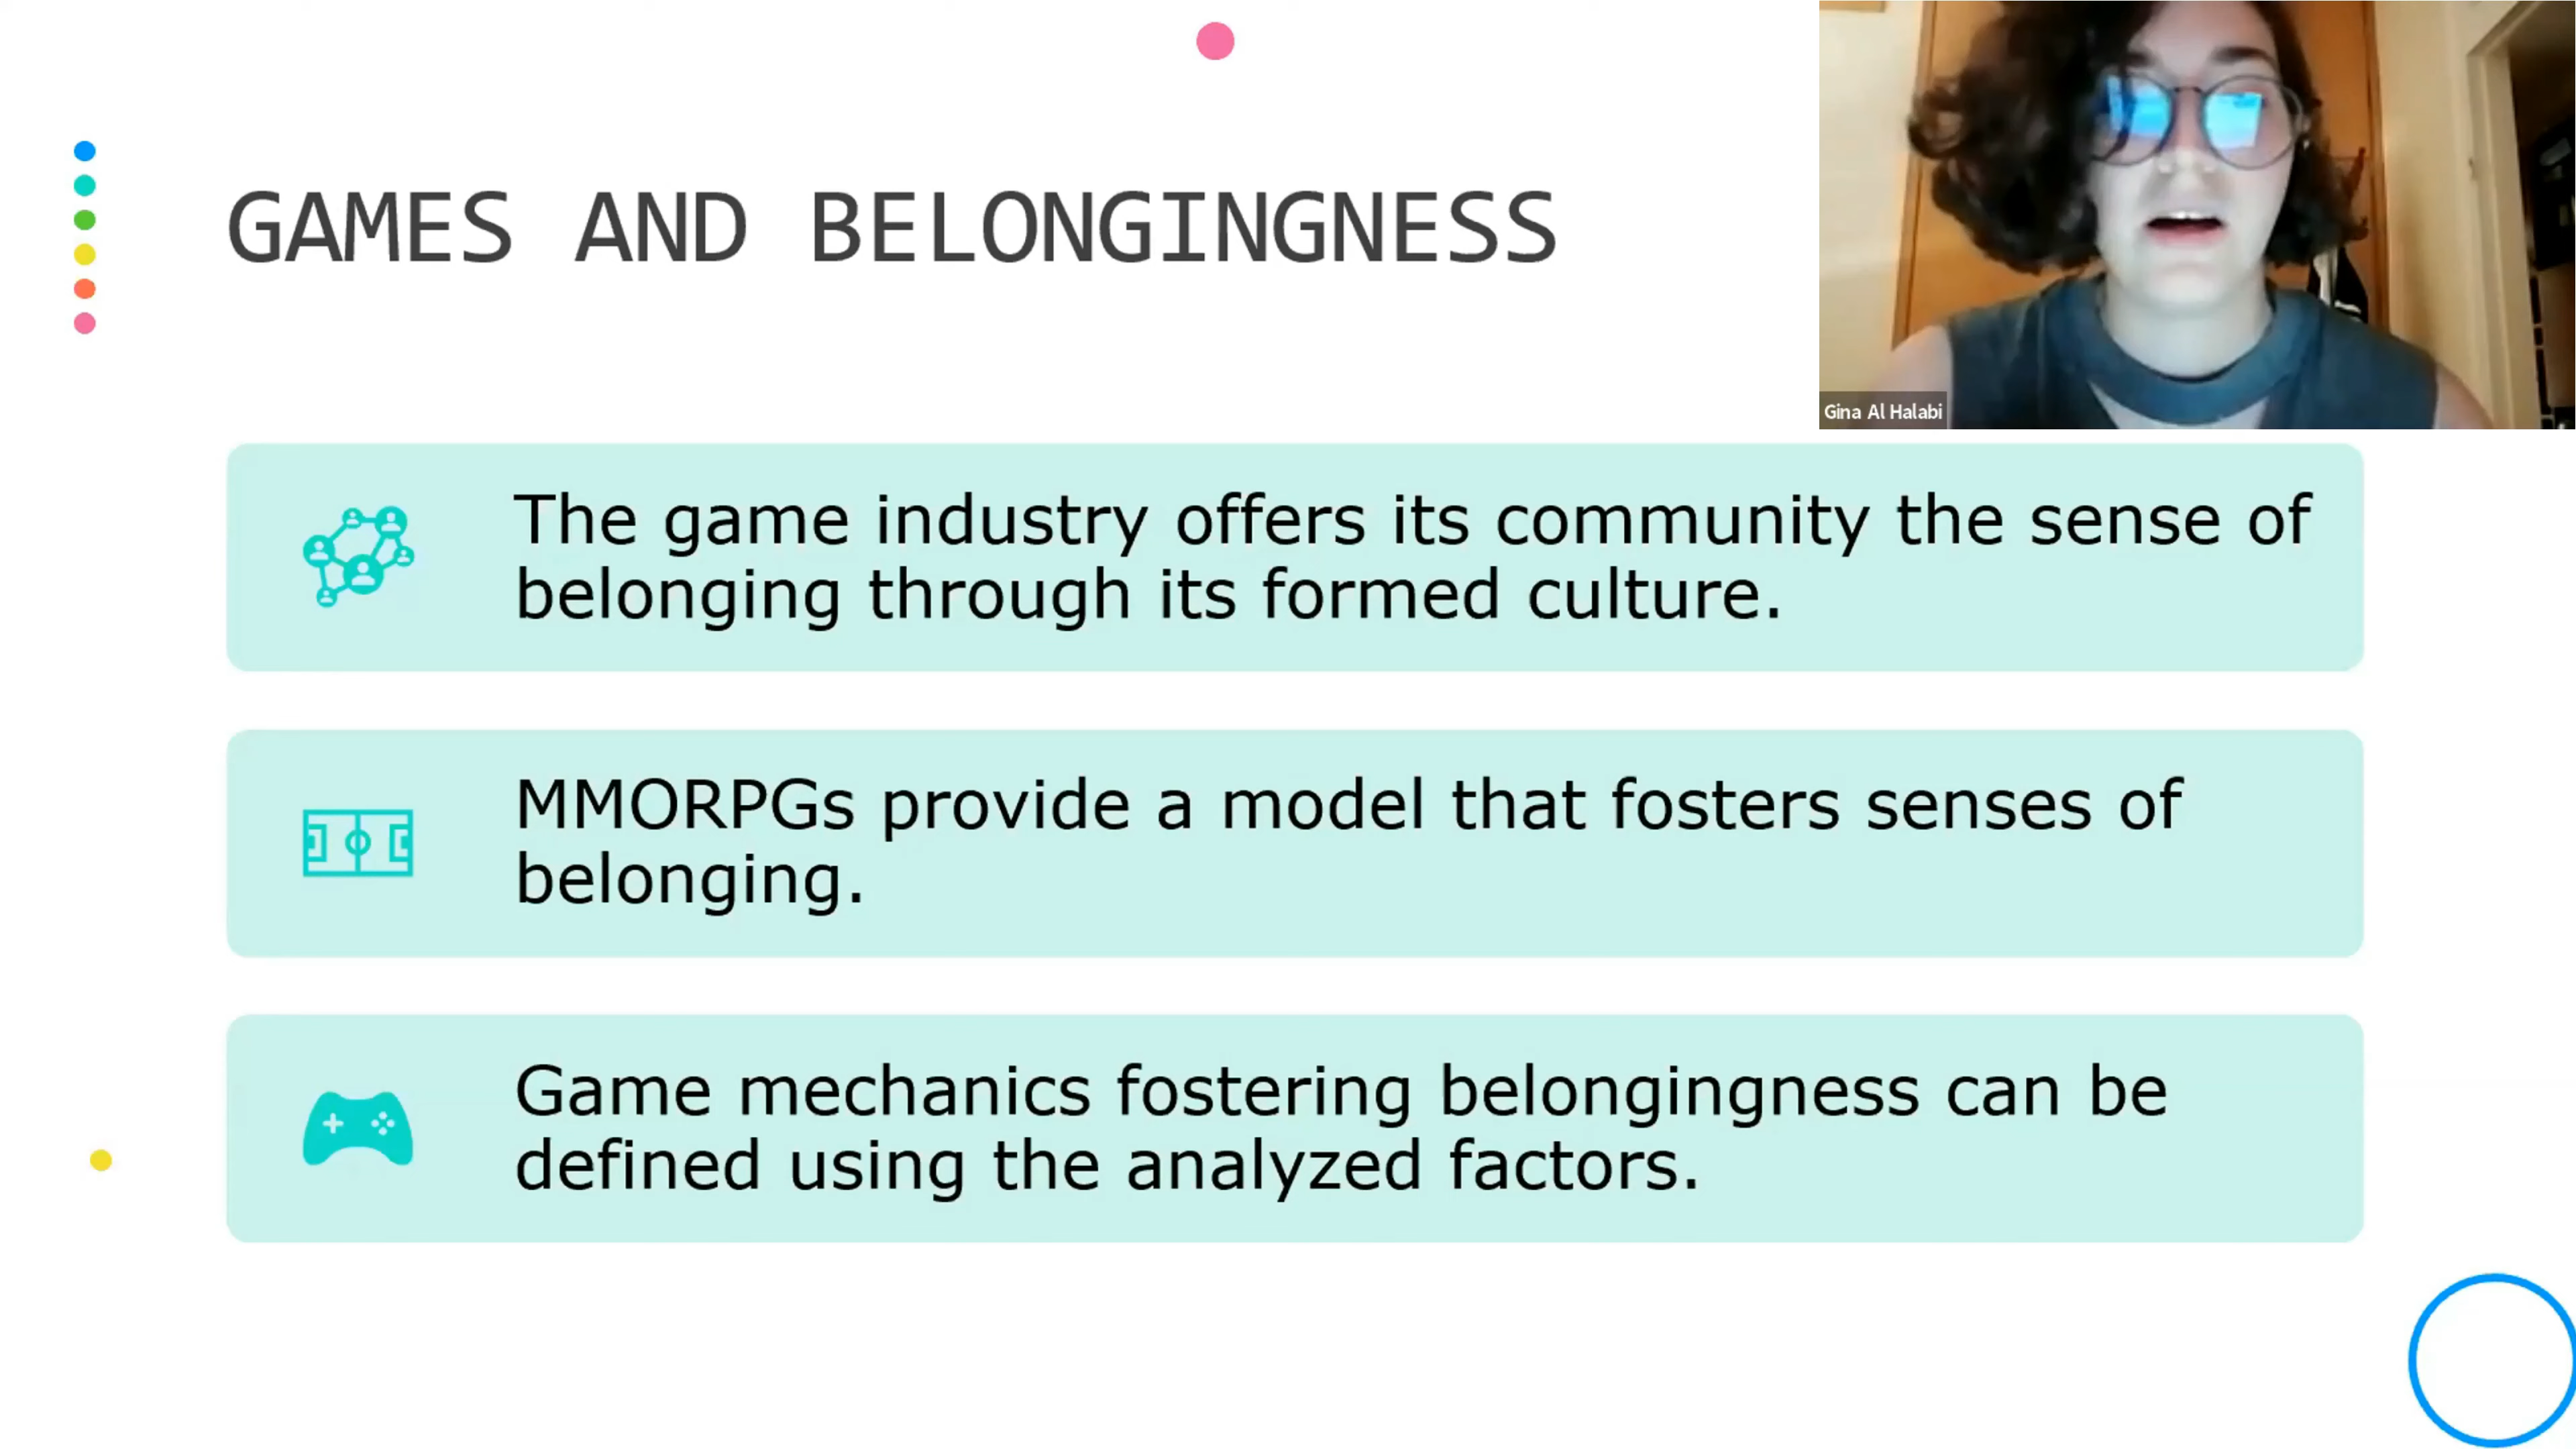 GAMES AND BELONGINGNESS
Gina Al Halabi
The game industry offers its community the sense of
belonging through its formed culture.
MMORPGs provide a model that fosters senses of
belonging.
Game mechanics fostering belongingness can be
defined using the analyzed factors.